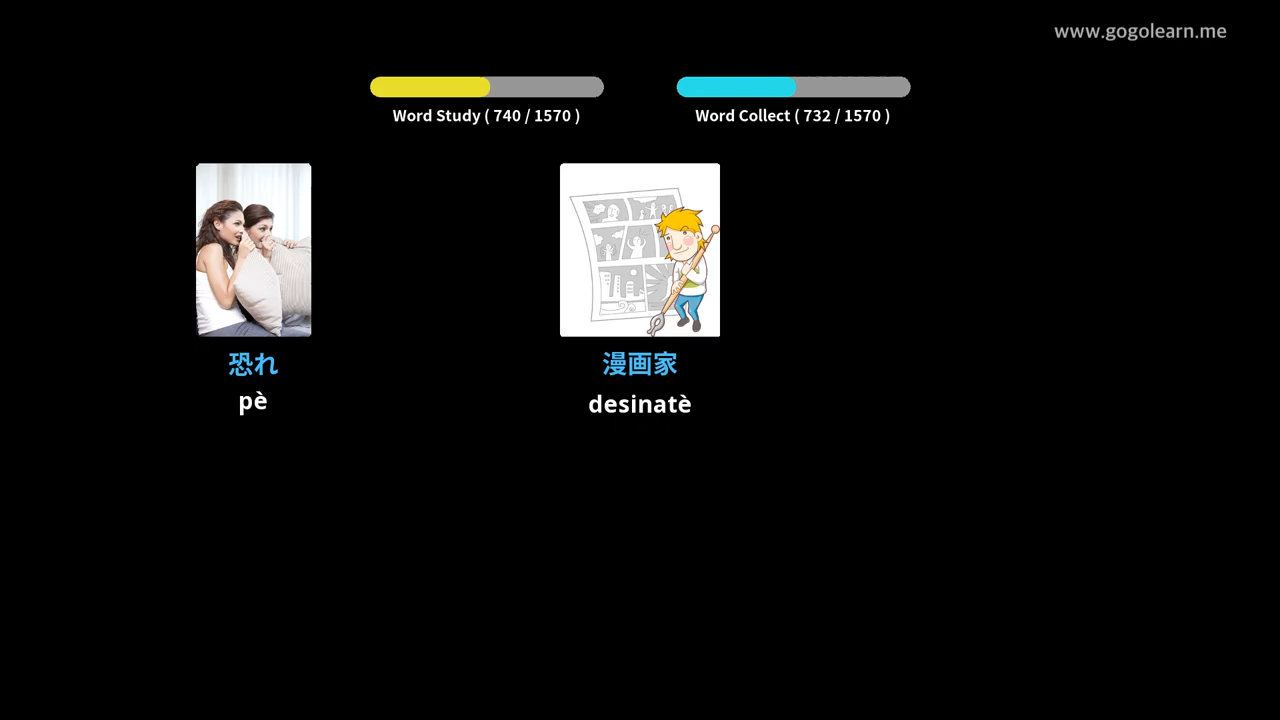 www.gogolearn.me
Word Study ( 740 / 1570 )
Word Collect ( 732 / 1570 )
恐れ
pè
漫画家
desinatè